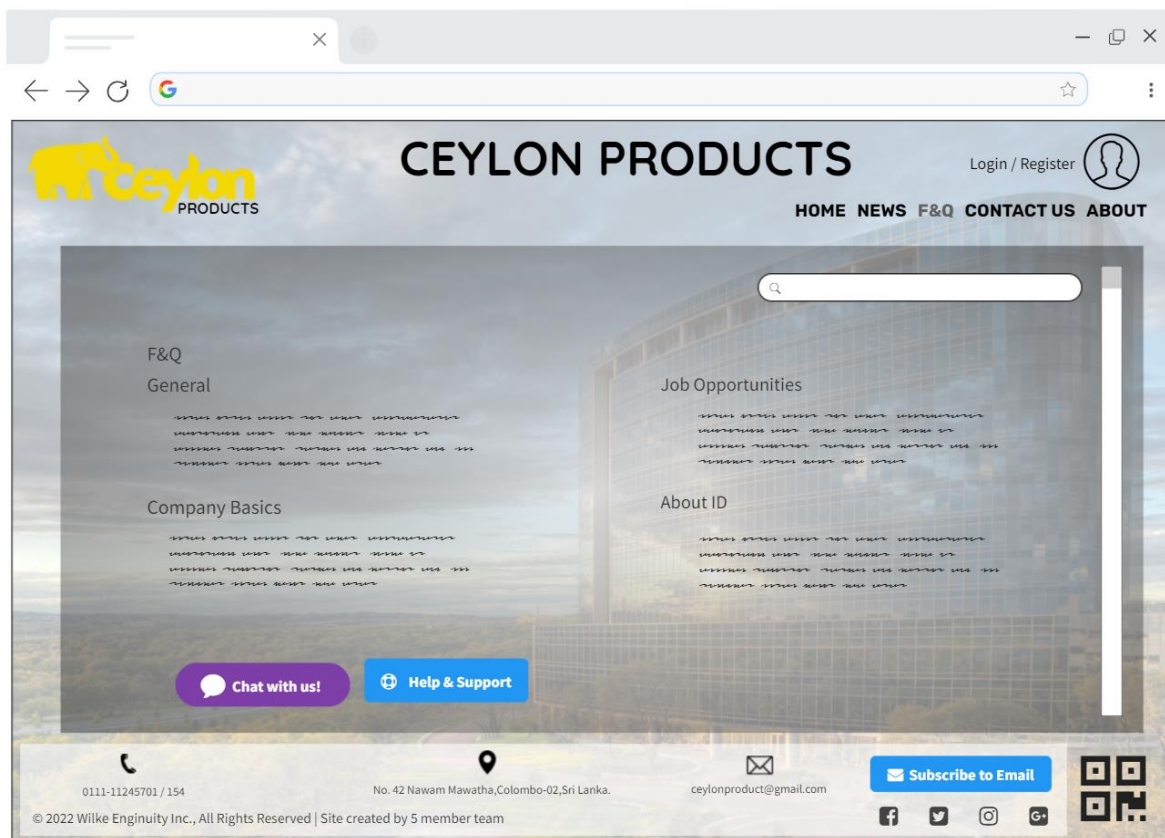 Ceylon
PRODUCTS
CEYLON PRODUCTS
Login / Register
HOME NEWS F&Q CONTACT US ABOUT
F&Q
General
Job Opportunities
Company Basics
About ID
Chat with us!
Help & Support
0111-11245701 / 154
No. 42 Nawam Mawatha,Colombo-02,Sri Lanka.
ceylonproduct@gmail.com
Subscribe to Email
© 2022 Wilke Enginuity Inc., All Rights Reserved | Site created by 5 member team